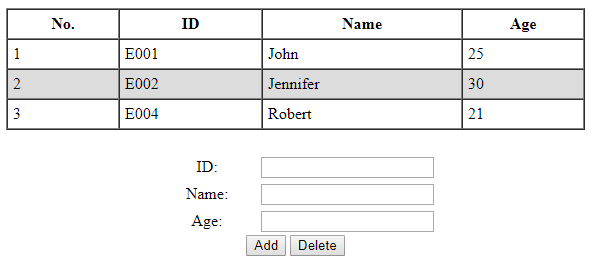 No. ID Name Age
1 E001 John 25
2 E002 Jennifer 30
3 E004 Robert 21
ID:
Name:
Age:
Add Delete